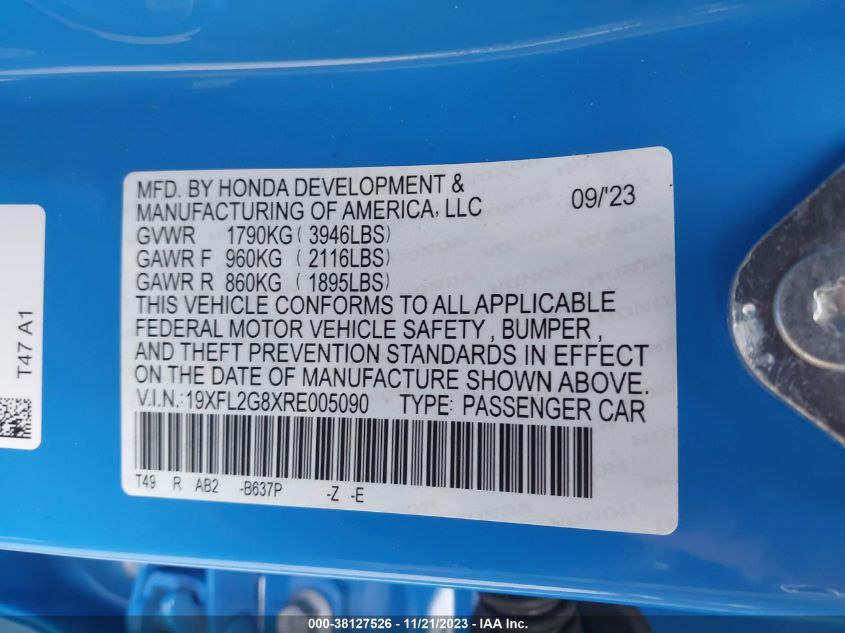 MFD. BY HONDA DEVELOPMENT &
MANUFACTURING OF AMERICA, LLC 09/'23
GVWR 1790KG ( 3946LBS)
GAWR F 960KG ( 2116LBS)
GAWR R 860KG ( 1895LBS)
THIS VEHICLE CONFORMS TO ALL APPLICABLE
FEDERAL MOTOR VEHICLE SAFETY , BUMPER ,
AND THEFT PREVENTION STANDARDS IN EFFECT
ON THE DATE OF MANUFACTURE SHOWN ABOVE.
V.I.N.:19XFL2G8XRE005090 TYPE: PASSENGER CAR
T49 R AB2 -B637P -Z -E
T47 A1
000-38127526 - 11/21/2023 - IAA Inc.